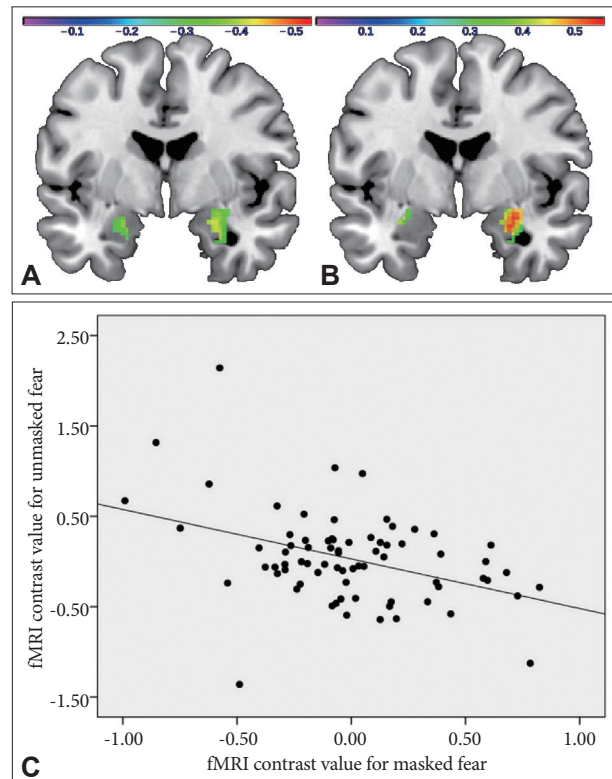 -0.1 -0.2 -0.3 -0.4 -0.5
0.1 0.2 0.3 0.4 0.5
A
B
2.50
1.50
0.50
-0.50
-1.50
fMRI contrast value for unmasked fear
-1.00 -0.50 0.00 0.50 1.00
fMRI contrast value for masked fear
C